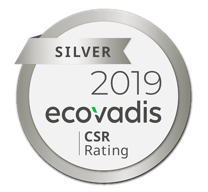 SILVER
2019
ecovadis
CSR
Rating